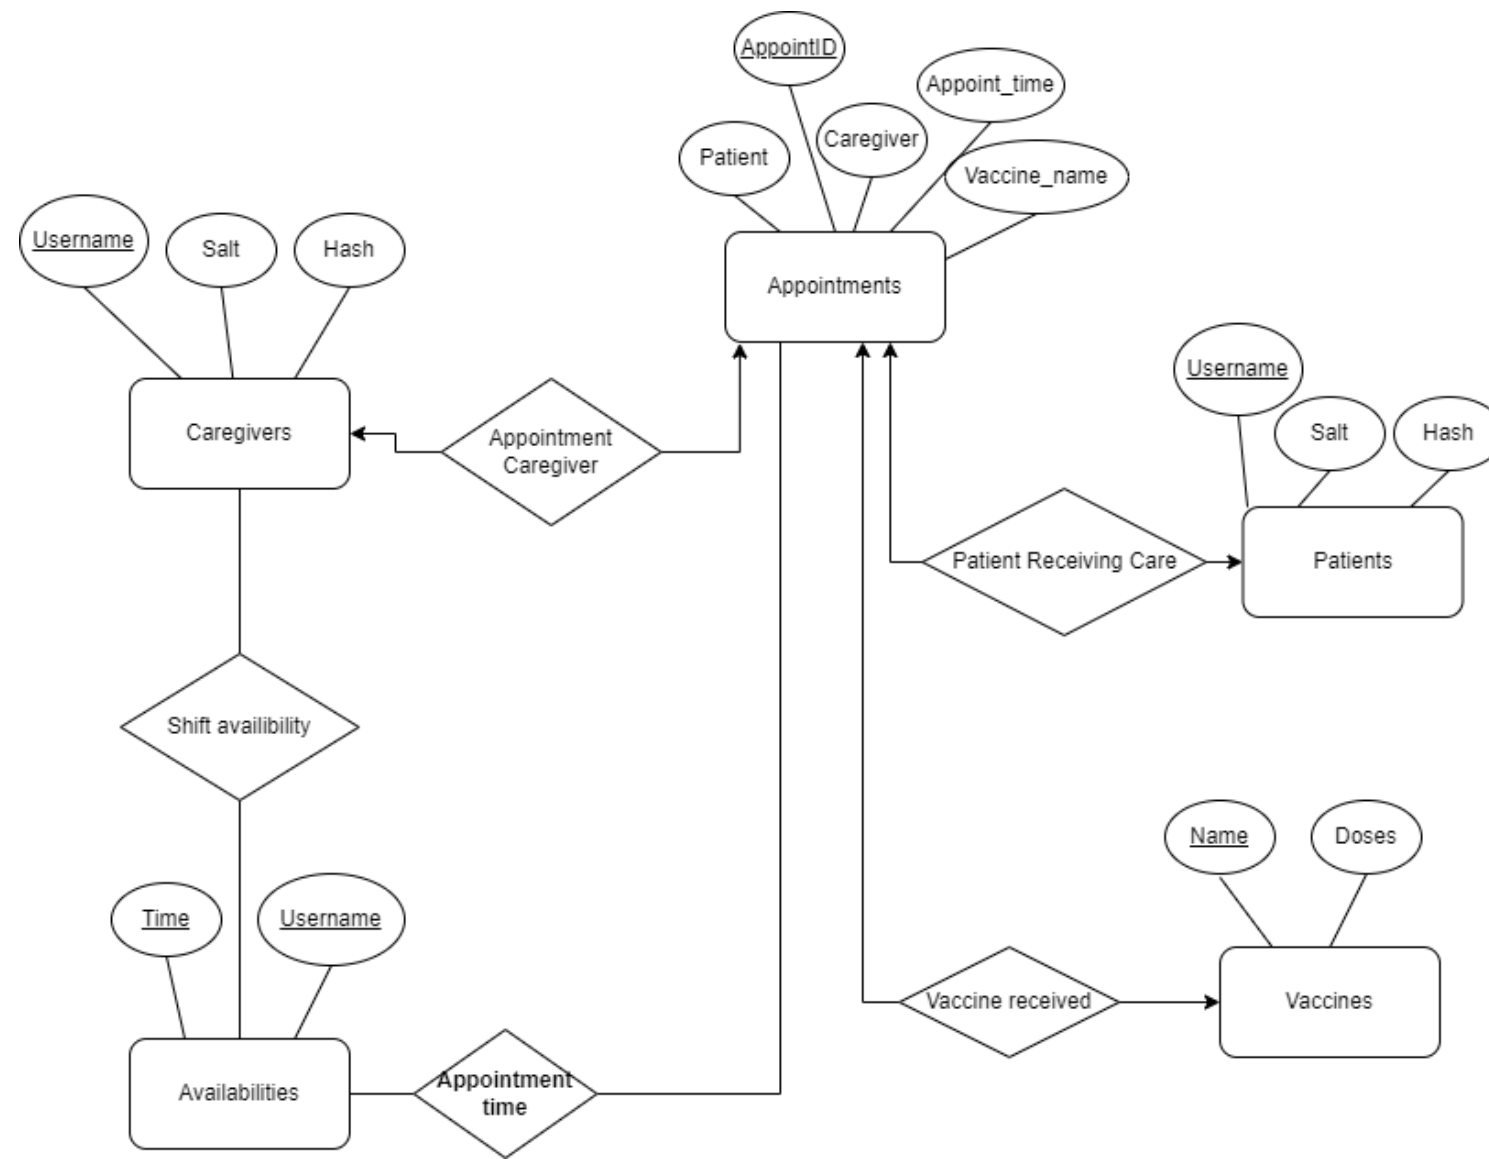 AppointID
Appoint_time
Caregiver
Patient
Vaccine_name
Username
Salt
Hash
Appointments
Username
Caregivers
Appointment
Caregiver
Salt
Hash
Patient Receiving Care
Patients
Shift availibility
Name
Doses
Time
Username
Vaccine received
Vaccines
Availabilities
Appointment
time